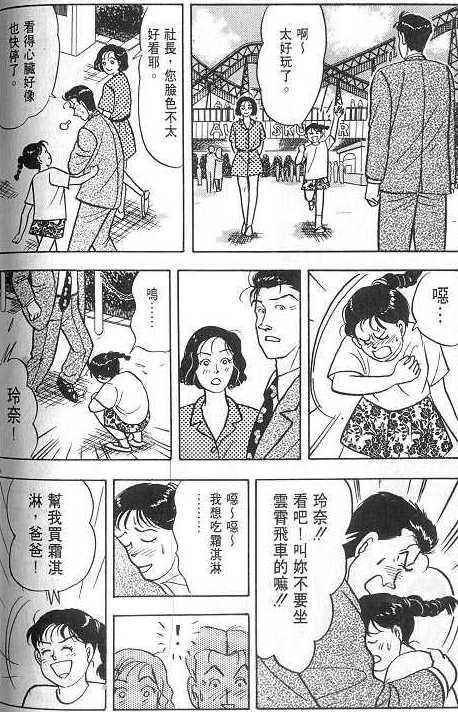 啊～
太好玩了。
社長，您臉色不太
好看耶。
看得心臟好像
也快停了。
噁…
嗚……
玲奈！
玲奈!!
看吧！叫妳不要坐
雲霄飛車的嘛!!
噁～噁～
我想吃霜淇淋
………
！
幫我買霜淇
淋，爸爸！